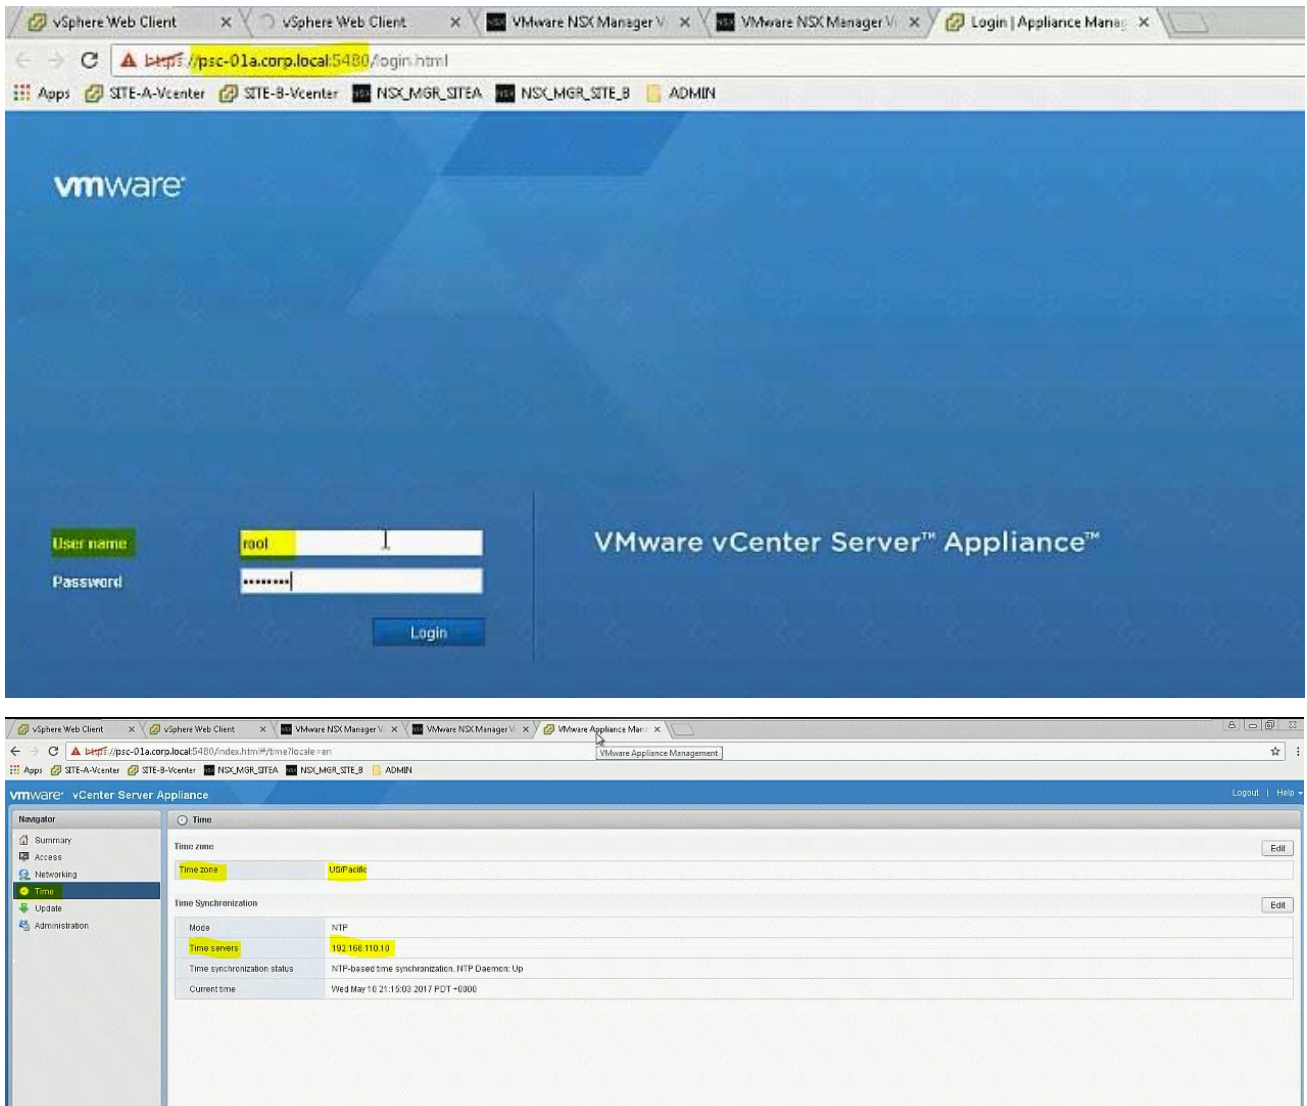 vSphere Web Client vSphere Web Client VMware NSX Manager V VMware NSX Manager Vi Login | Appliance Manag
https://psc-01a.corp.local:5480/login.html
Apps SITE-A-Vcenter SITE-B-Vcenter NSX_MGR_SITEA NSX_MGR_SITE_B ADMIN
vmware
User name root
VMware vCenter Server™ Appliance™
Password ••••••••
Login
vSphere Web Client vSphere Web Client VMware NSX Manager V VMware NSX Manager Vi VMware Appliance Man
https://psc-01a.corp.local:5480/index.html#/time?locale=en
VMware Appliance Management
Apps SITE-A-Vcenter SITE-B-Vcenter NSX_MGR_SITEA NSX_MGR_SITE_B ADMIN
vmware vCenter Server Appliance Logout | Help
Navigator Time
Summary
Time zone Edit
Access
Networking
Time zone US/Pacific
Time
Update
Time Synchronization Edit
Administration
Mode NTP
Time servers 192.168.110.10
Time synchronization status NTP-based time synchronization. NTP Daemon: Up
Current time Wed May 10 21:15:03 2017 PDT +0000